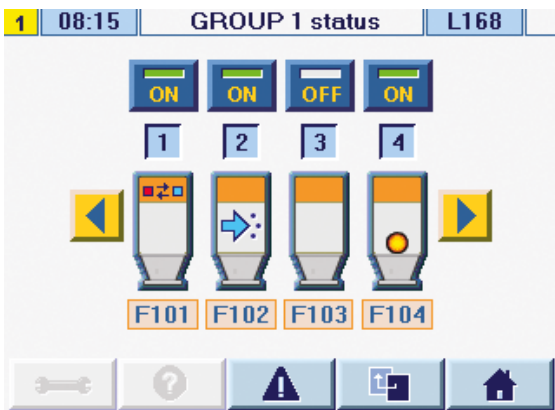 1 08:15 GROUP 1 status L168
ON ON OFF ON
1 2 3 4
F101 F102 F103 F104
?